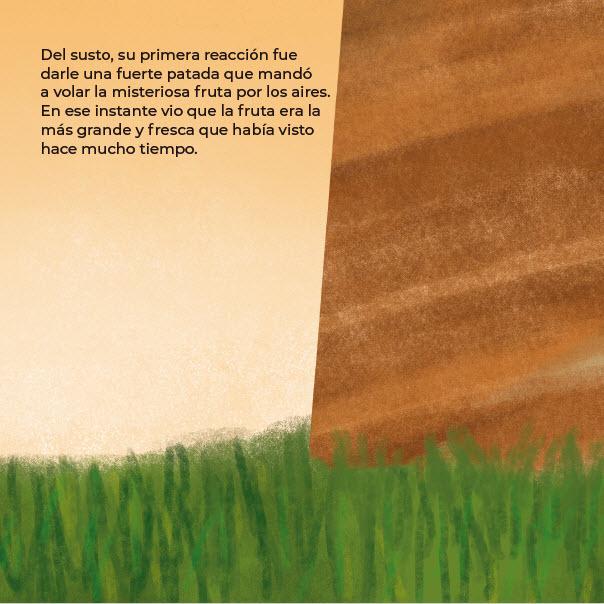 Del susto, su primera reacción fue
darle una fuerte patada que mandó
a volar la misteriosa fruta por los aires.
En ese instante vio que la fruta era la
más grande y fresca que había visto
hace mucho tiempo.